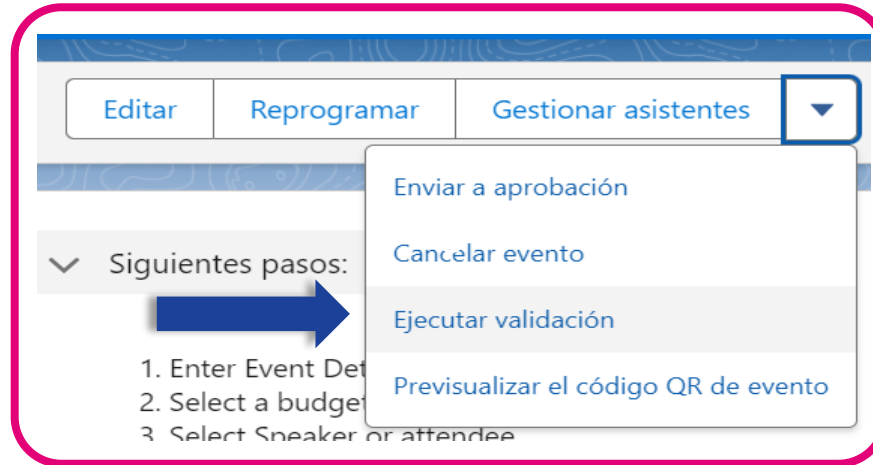 Editar
Reprogramar
Gestionar asistentes
Enviar a aprobación
Cancelar evento
Ejecutar validación
Previsualizar el código QR de evento
Siguientes pasos:
1. Enter Event
2. Select a budget
3. Select Speaker or attendee